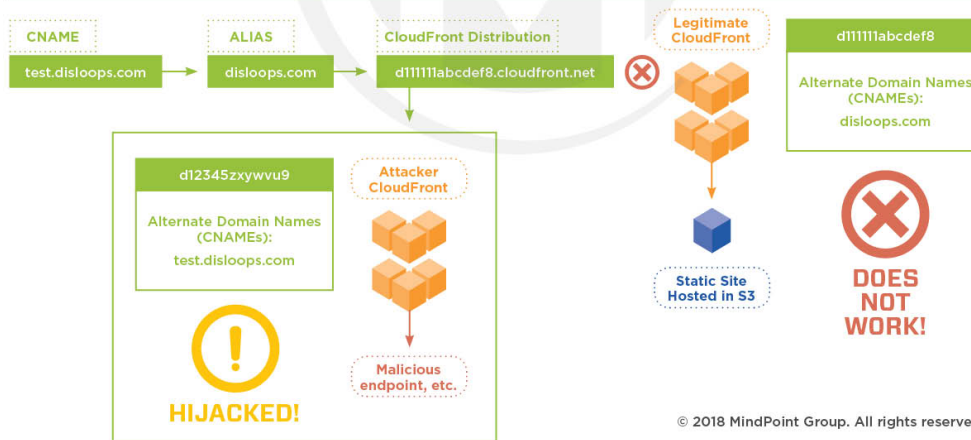 CNAME
ALIAS
CloudFront Distribution
test.disloops.com
disloops.com
d111111abcdef8.cloudfront.net
Legitimate
CloudFront
d111111abcdef8
Alternate Domain Names
(CNAMEs):
disloops.com
d12345zxywvu9
Alternate Domain Names
(CNAMEs):
test.disloops.com
Attacker
CloudFront
HIJACKED!
Malicious
endpoint, etc.
Static Site
Hosted in S3
DOES
NOT
WORK!
© 2018 MindPoint Group. All rights reserve